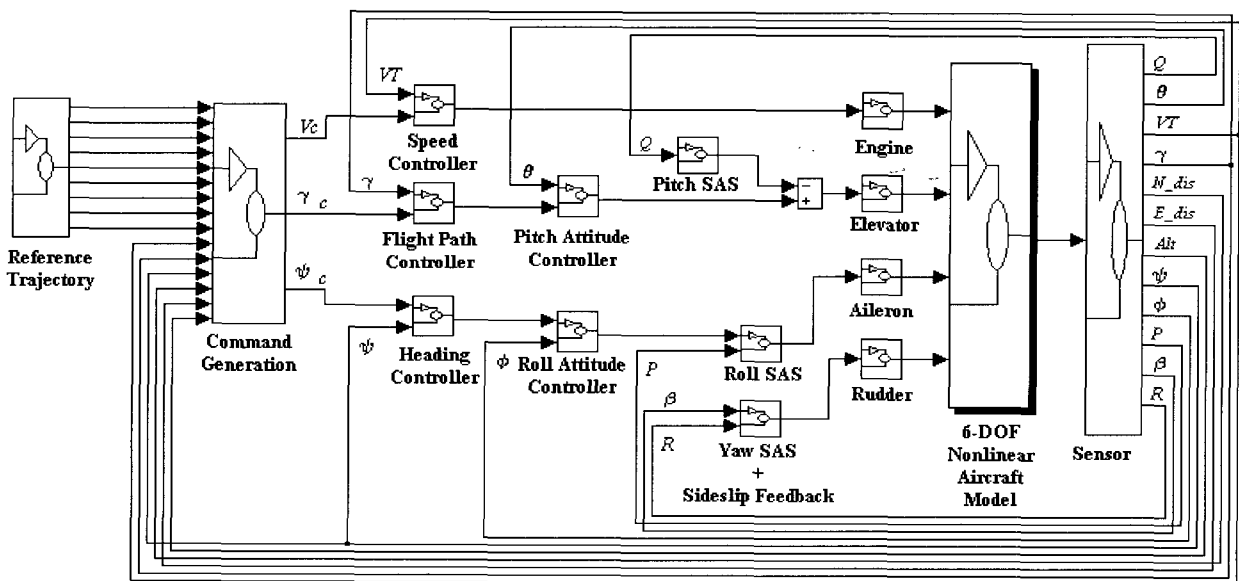 Q
θ
VT
γ
N_dis
E_dis
Alt
ψ
ϕ
P
β
R
VT
Vc
Speed
Controller
Q
Pitch SAS
Engine
θ
γ
γ c
Flight Path
Controller
Pitch Attitude
Controller
−
+
Elevator
Reference
Trajectory
ψ c
Command
Generation
ψ
Heading
Controller
ϕ
Roll Attitude
Controller
P
Roll SAS
Aileron
β
R
Yaw SAS
+
Sideslip Feedback
Rudder
6-DOF
Nonlinear
Aircraft
Model
Sensor